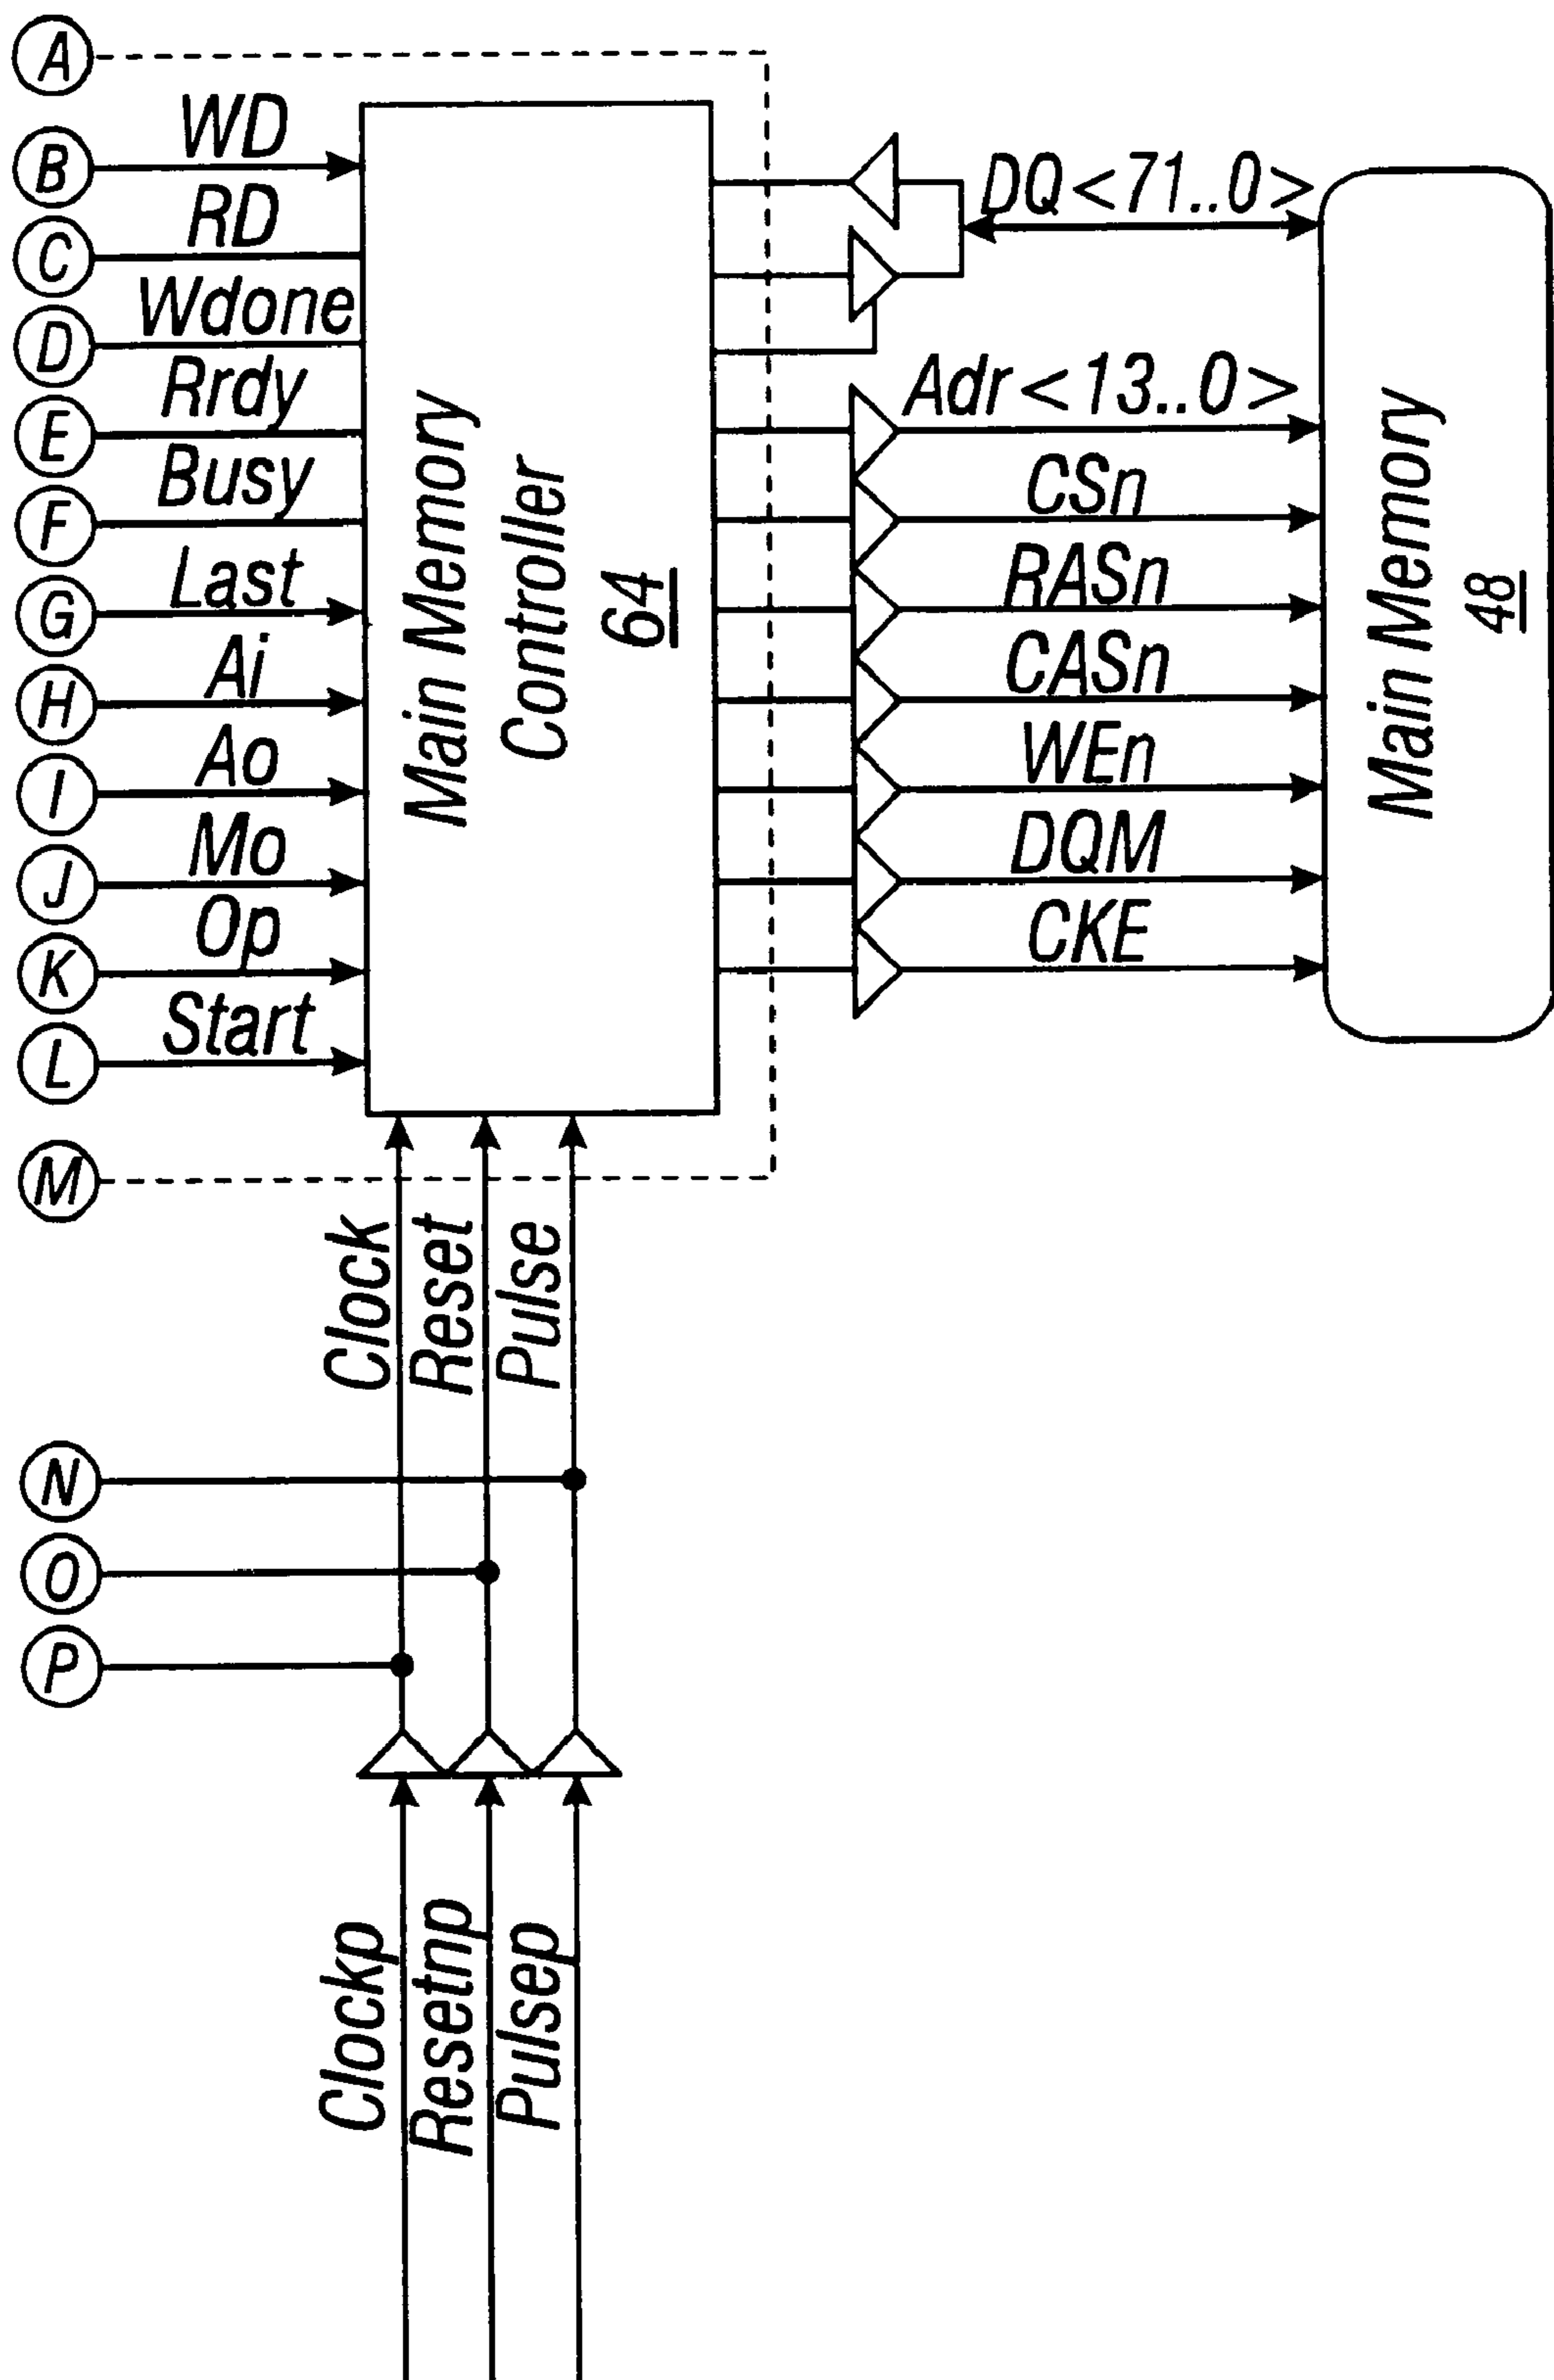 A
B
WD
C
RD
D
Wdone
E
Rrdy
F
Busy
G
Last
H
Ai
I
Ao
J
Mo
K
Op
L
Start
M
Main Memory
Controller
64
DQ<71..0>
Adr<13..0>
CSn
RASn
CASn
WEn
DQM
CKE
Main Memory
48
Clock
Reset
Pulse
N
O
P
Clockp
Resetnp
Pulsep